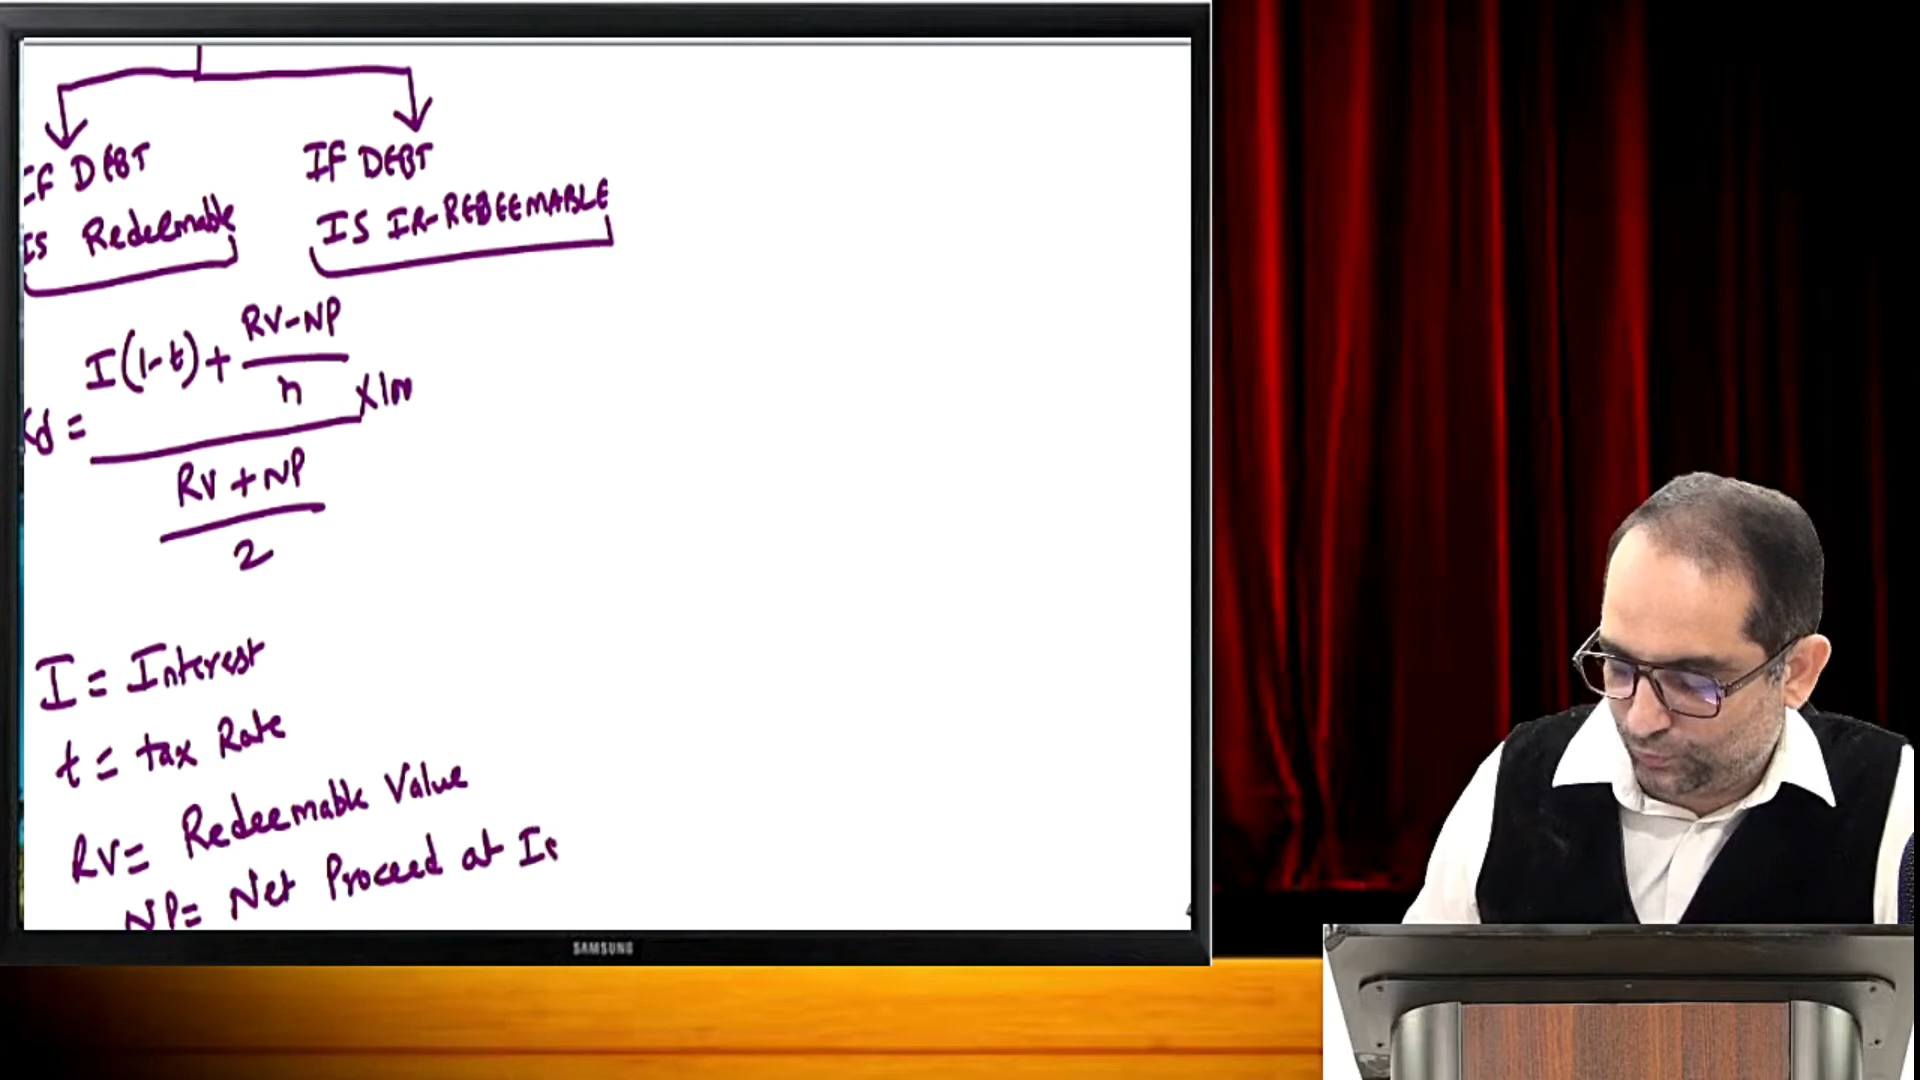 IF DEBT
IS Redeemable
IF DEBT
IS IR-REDEEMABLE
Kd = I(1-t) + RV-NP
n
X100
RV + NP
2
I = Interest
t = tax Rate
RV = Redeemable Value
NP = Net Proceed at Is
SAMSUNG